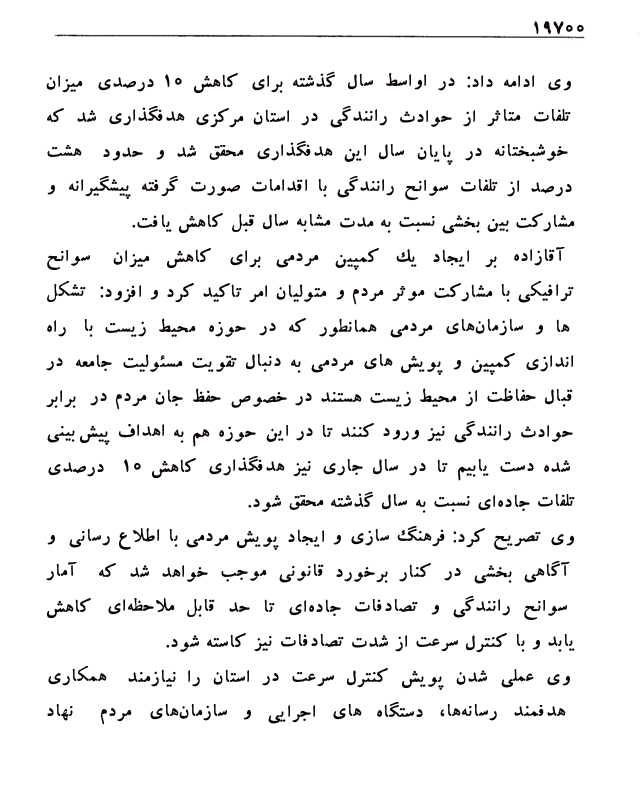 ۱۹۷۰۰
وی ادامه داد: در اواسط سال گذشته برای کاهش ۱۵ درصدی میزان
تلفات متاثر از حوادث رانندگی در استان مرکزی هدفگذاری شد که
خوشبختانه در پایان سال این هدفگذاری محقق شد و حدود هشت
درصد از تلفات سوانح رانندگی با اقدامات صورت گرفته پیشگیرانه و
مشارکت بین بخشی نسبت به مدت مشابه سال قبل کاهش یافت.
آقازاده بر ایجاد یك کمپین مردمی برای کاهش میزان سوانح
ترافیکی با مشارکت موثر مردم و متولیان امر تاکید کرد و افزود: تشکل
ها و سازمان‌های مردمی همانطور که در حوزه محیط زیست با راه
اندازی کمپین و پویش های مردمی به دنبال تقویت مسئولیت جامعه در
قبال حفاظت از محیط زیست هستند در خصوص حفظ جان مردم در برابر
حوادث رانندگی نیز ورود کنند تا در این حوزه هم به اهداف پیش بینی
شده دست یابیم تا در سال جاری نیز هدفگذاری کاهش ۱۵ درصدی
تلفات جاده‌ای نسبت به سال گذشته محقق شود.
وی تصریح کرد: فرهنگ سازی و ایجاد پویش مردمی با اطلاع رسانی و
آگاهی بخشی در کنار برخورد قانونی موجب خواهد شد که آمار
سوانح رانندگی و تصادفات جاده‌ای تا حد قابل ملاحظه‌ای کاهش
یابد و با کنترل سرعت از شدت تصادفات نیز کاسته شود.
وی عملی شدن پویش کنترل سرعت در استان را نیازمند همکاری
هدفمند رسانه‌ها، دستگاه های اجرایی و سازمان‌های مردم نهاد